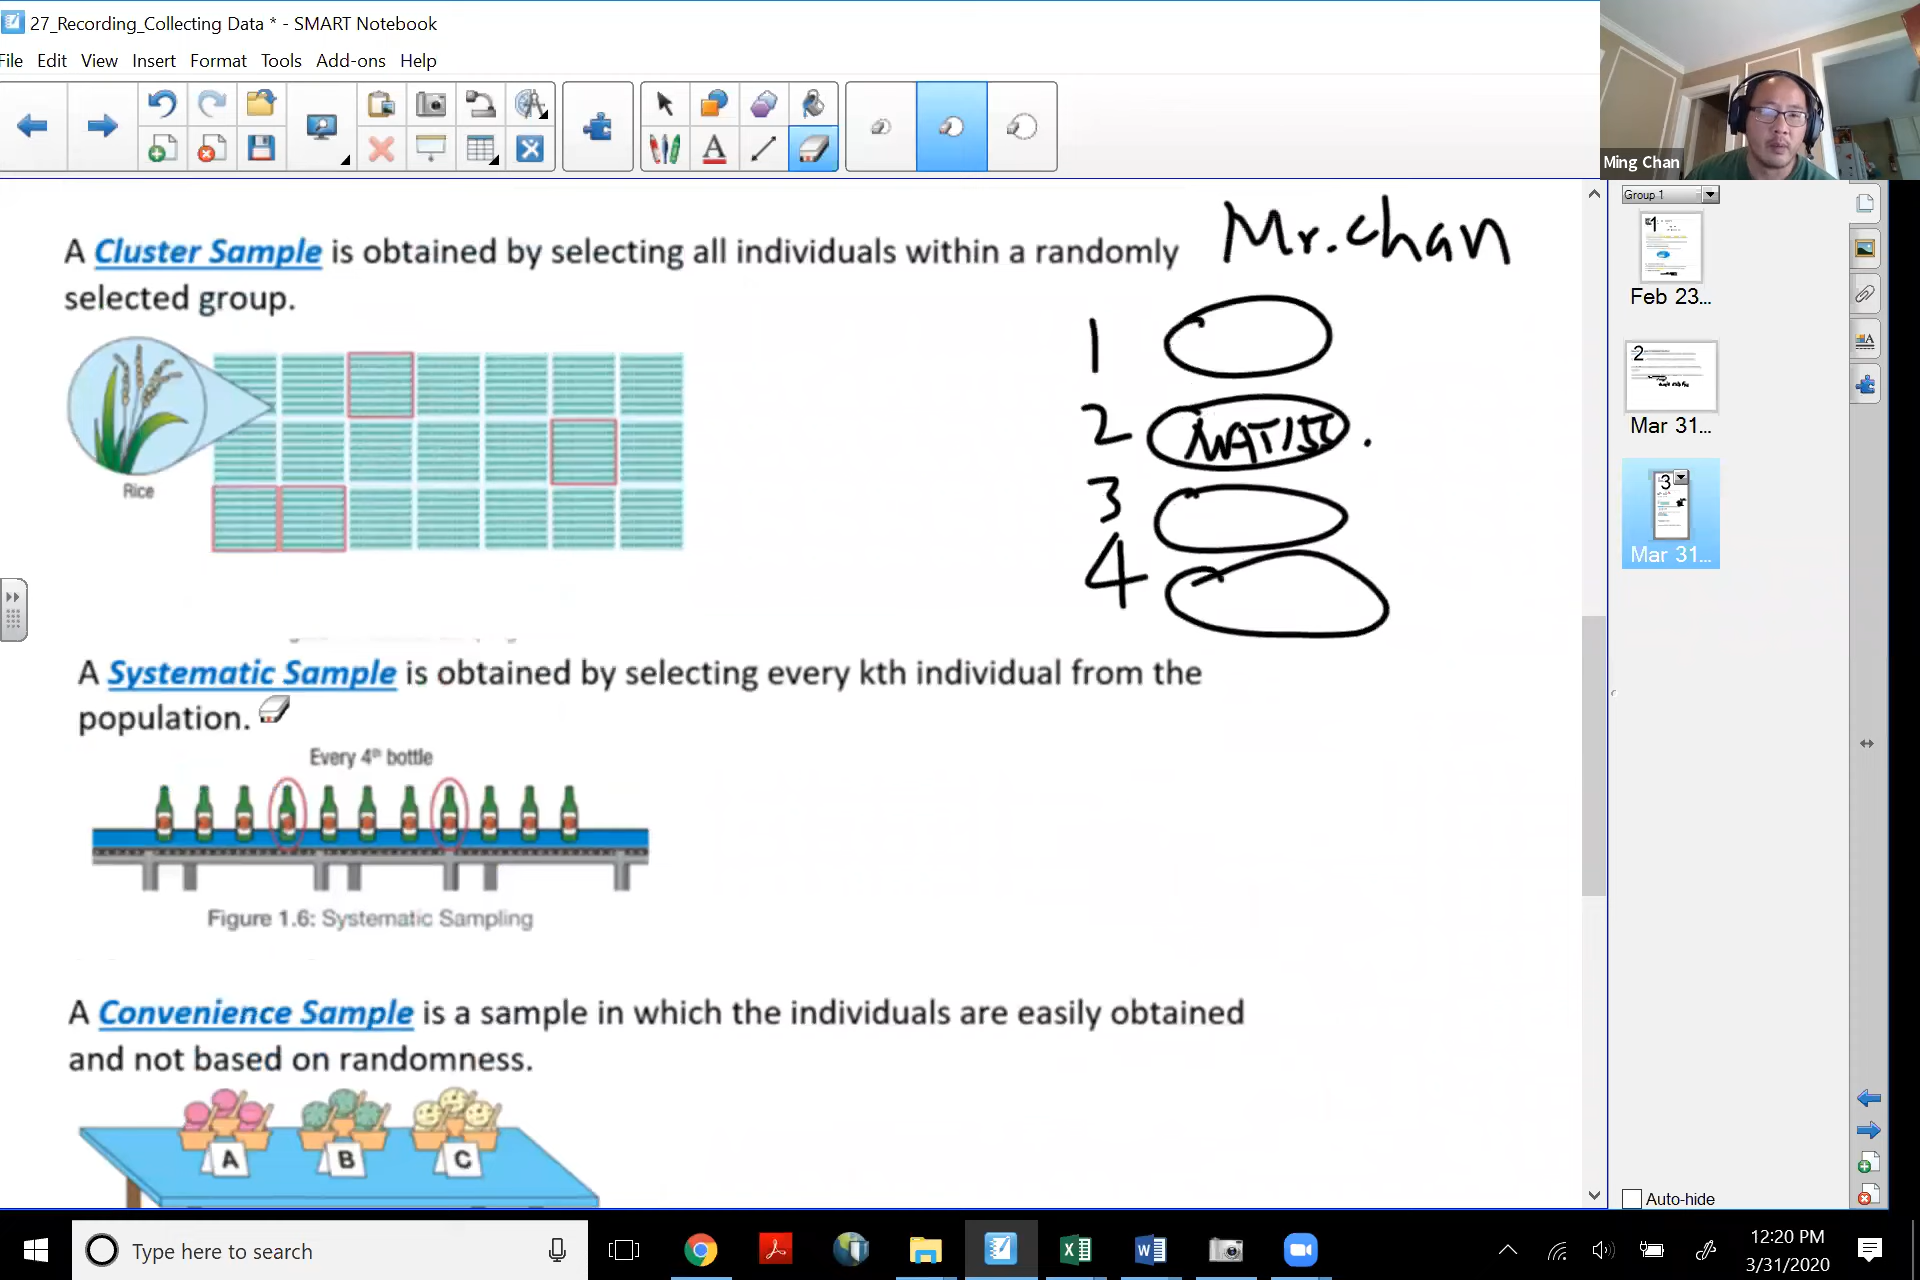 27_Recording_Collecting Data * - SMART Notebook
File Edit View Insert Format Tools Add-ons Help
Ming Chan
Group 1
A Cluster Sample is obtained by selecting all individuals within a randomly
selected group.
Mr. Chan
Rice
1
2 MAT155.
3
4
A Systematic Sample is obtained by selecting every kth individual from the
population.
Every 4th bottle
Figure 1.6: Systematic Sampling
A Convenience Sample is a sample in which the individuals are easily obtained
and not based on randomness.
A B C
1
Feb 23...
2
Mar 31...
3
Mar 31...
Auto-hide
Type here to search
12:20 PM
3/31/2020